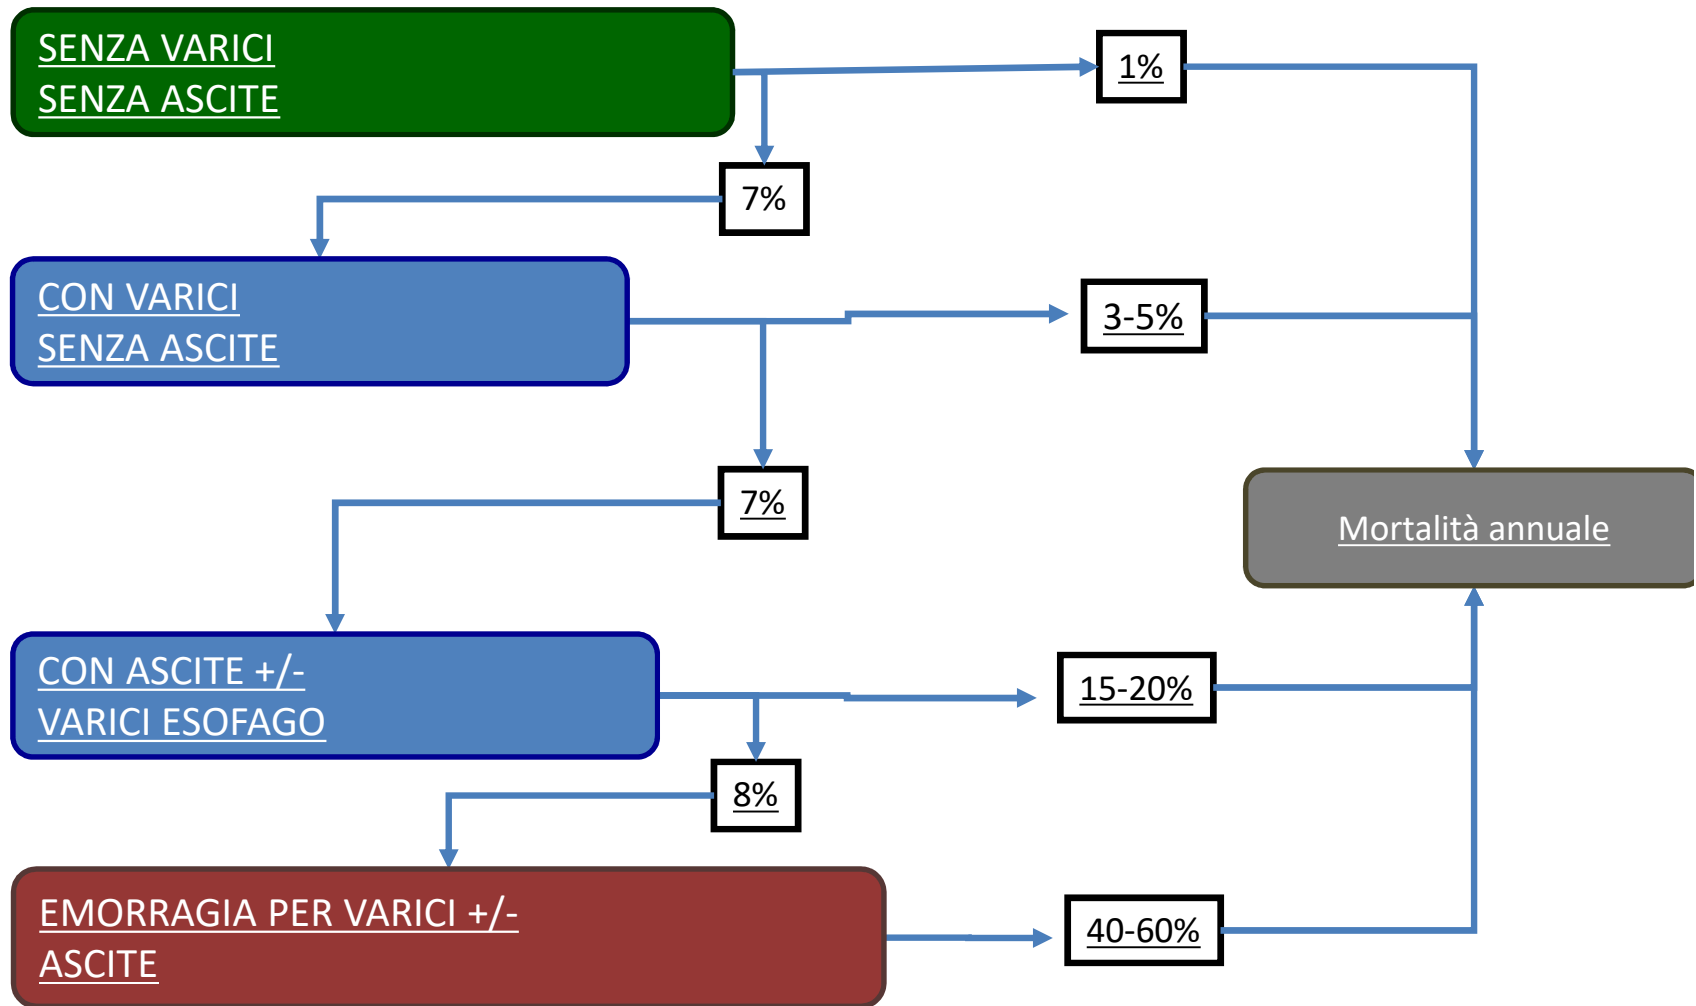 SENZA VARICI
SENZA ASCITE
1%
7%
CON VARICI
SENZA ASCITE
3-5%
7%
Mortalità annuale
CON ASCITE +/-
VARICI ESOFAGO
15-20%
8%
EMORRAGIA PER VARICI +/-
ASCITE
40-60%